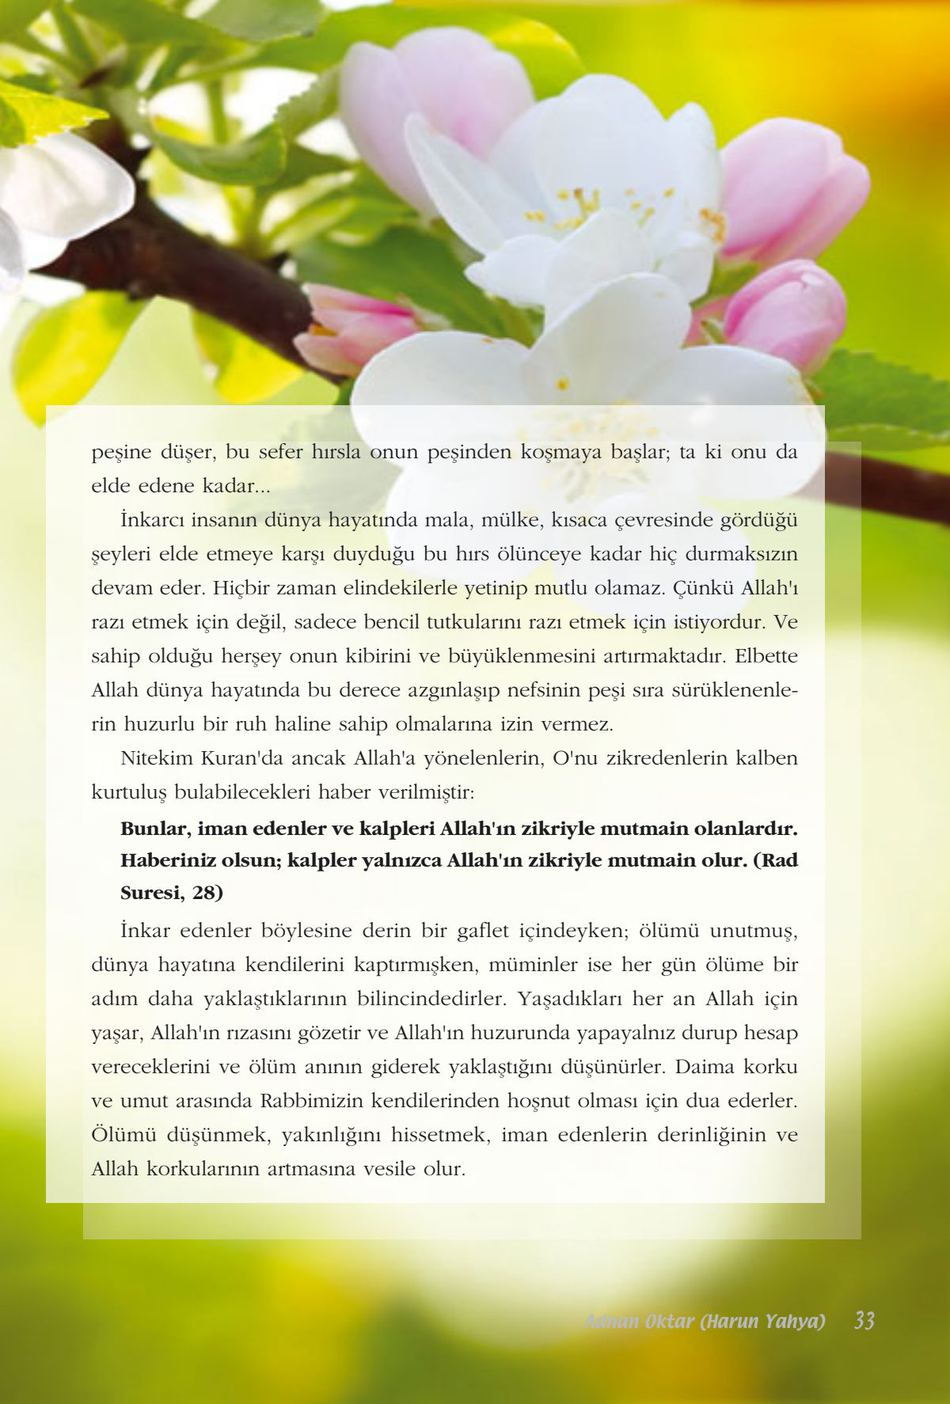 peşine düşer, bu sefer hırsla onun peşinden koşmaya başlar; ta ki onu da
elde edene kadar...
İnkarcı insanın dünya hayatında mala, mülke, kısaca çevresinde gördüğü
şeyleri elde etmeye karşı duyduğu bu hırs ölünceye kadar hiç durmaksızın
devam eder. Hiçbir zaman elindekilerle yetinip mutlu olamaz. Çünkü Allah'ı
razı etmek için değil, sadece bencil tutkularını razı etmek için istiyordur. Ve
sahip olduğu herşey onun kibirini ve büyüklenmesini artırmaktadır. Elbette
Allah dünya hayatında bu derece azgınlaşıp nefsinin peşi sıra sürüklenenle-
rin huzurlu bir ruh haline sahip olmalarına izin vermez.
Nitekim Kuran'da ancak Allah'a yönelenlerin, O'nu zikredenlerin kalben
kurtuluş bulabilecekleri haber verilmiştir:
Bunlar, iman edenler ve kalpleri Allah'ın zikriyle mutmain olanlardır.
Haberiniz olsun; kalpler yalnızca Allah'ın zikriyle mutmain olur. (Rad
Suresi, 28)
İnkar edenler böylesine derin bir gaflet içindeyken; ölümü unutmuş,
dünya hayatına kendilerini kaptırmışken, müminler ise her gün ölüme bir
adım daha yaklaştıklarının bilincindedirler. Yaşadıkları her an Allah için
yaşar, Allah'ın rızasını gözetir ve Allah'ın huzurunda yapayalnız durup hesap
vereceklerini ve ölüm anının giderek yaklaştığını düşünürler. Daima korku
ve umut arasında Rabbimizin kendilerinden hoşnut olması için dua ederler.
Ölümü düşünmek, yakınlığını hissetmek, iman edenlerin derinliğinin ve
Allah korkularının artmasına vesile olur.
Adnan Oktar (Harun Yahya) 33